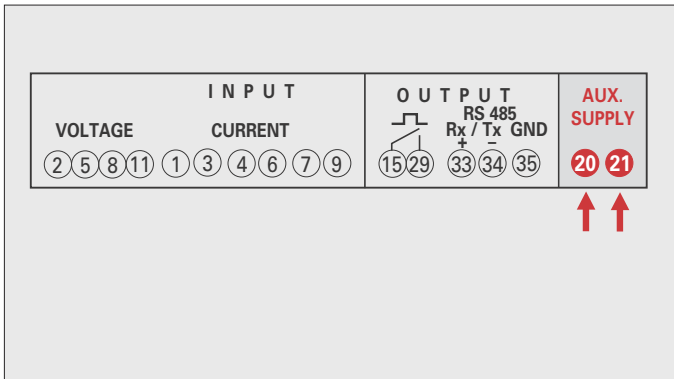 INPUT
VOLTAGE CURRENT
2 5 8 11 1 3 4 6 7 9
OUTPUT
RS 485
Rx / Tx GND
+ –
15 29 33 34 35
AUX.
SUPPLY
20 21